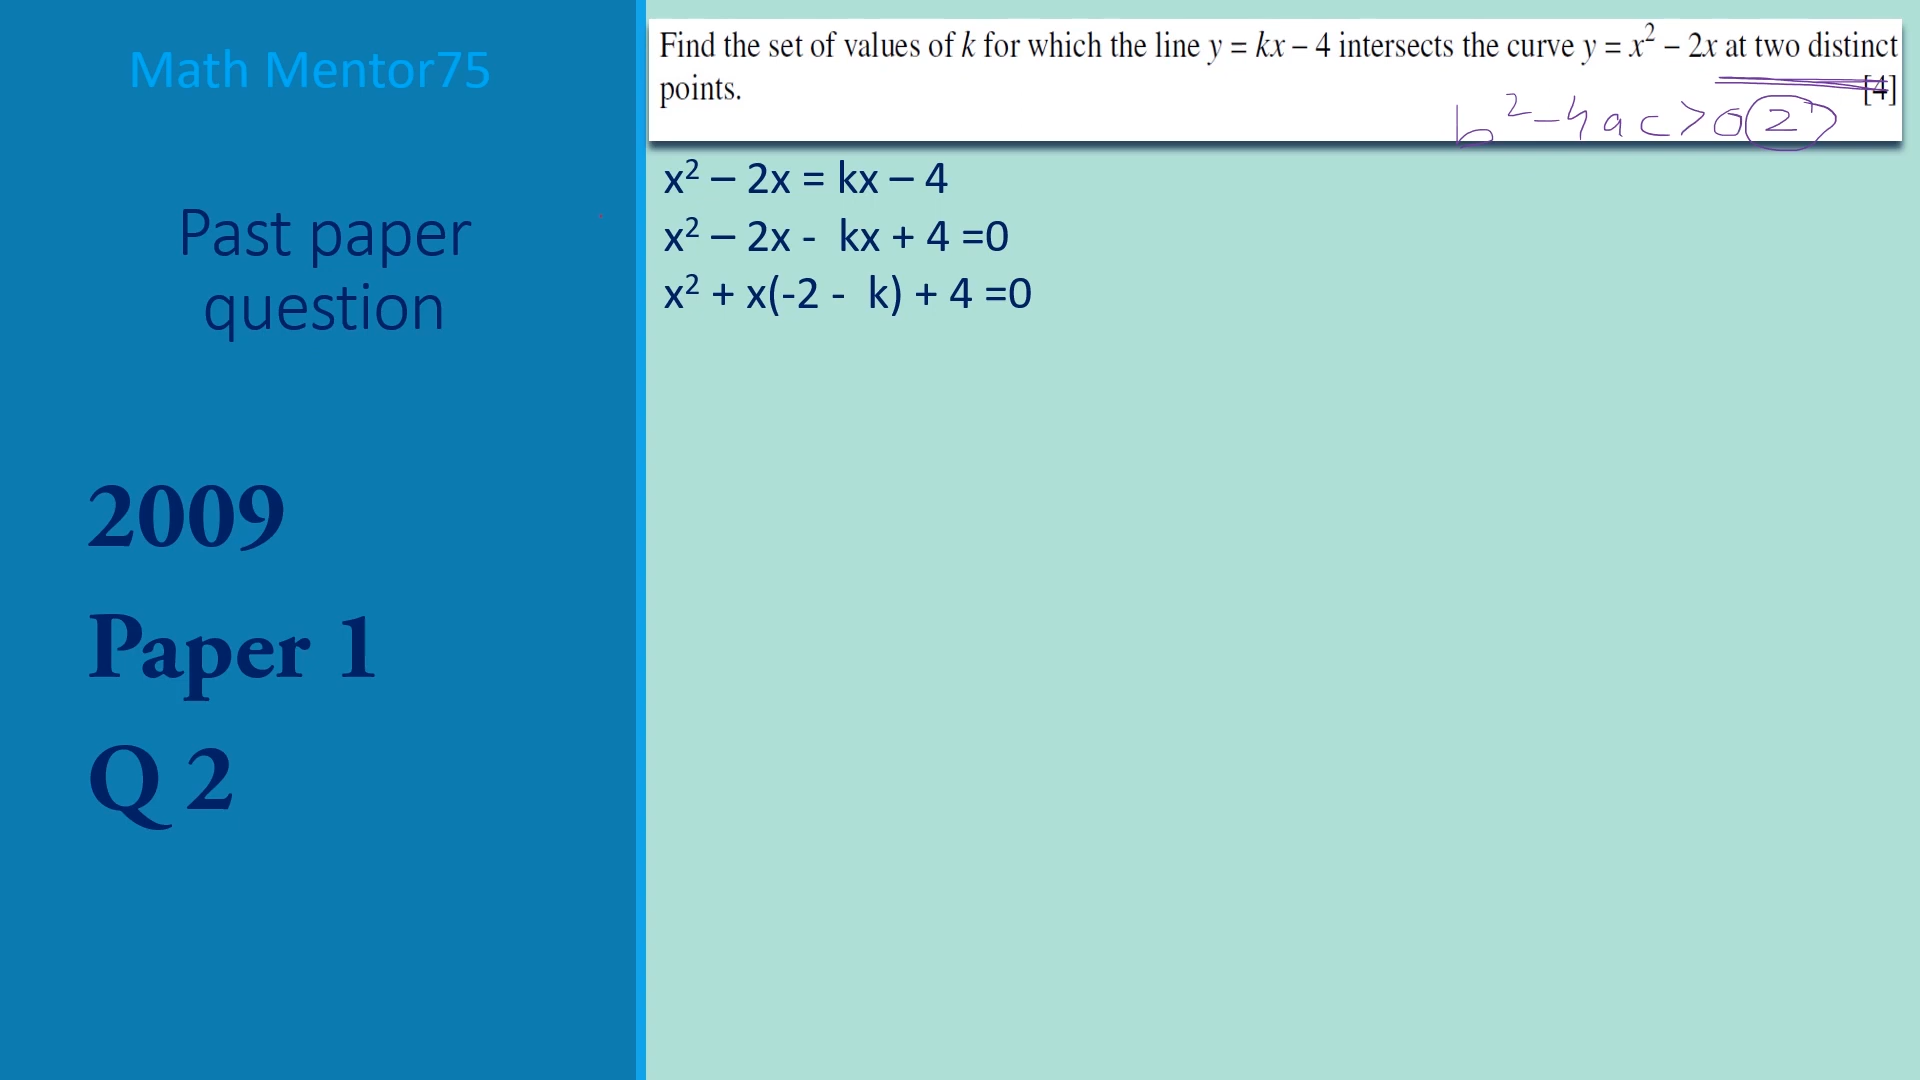 Math Mentor75
Past paper
question
2009
Paper 1
Q 2
Find the set of values of k for which the line y = kx – 4 intersects the curve y = x² – 2x at two distinct
points.
[4]
b² – 4ac > 0 2
x² – 2x = kx – 4
x² – 2x - kx + 4 =0
x² + x(-2 - k) + 4 =0